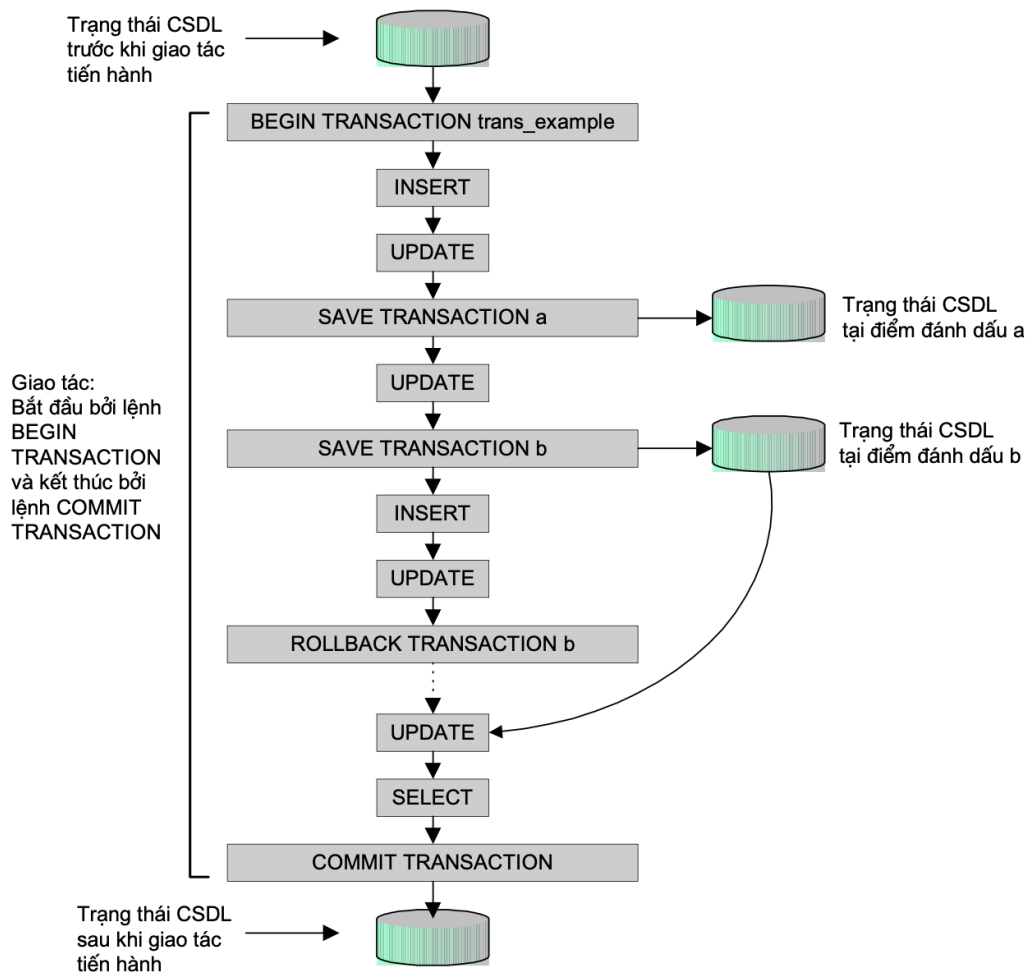 Trạng thái CSDL
trước khi giao tác
tiến hành
BEGIN TRANSACTION trans_example
INSERT
UPDATE
SAVE TRANSACTION a
Trạng thái CSDL
tại điểm đánh dấu a
UPDATE
Giao tác:
Bắt đầu bởi lệnh
BEGIN
TRANSACTION
và kết thúc bởi
lệnh COMMIT
TRANSACTION
SAVE TRANSACTION b
Trạng thái CSDL
tại điểm đánh dấu b
INSERT
UPDATE
ROLLBACK TRANSACTION b
UPDATE
SELECT
COMMIT TRANSACTION
Trạng thái CSDL
sau khi giao tác
tiến hành